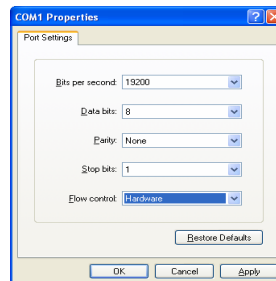 COM1 Properties
Port Settings
Bits per second: 19200
Data bits: 8
Parity: None
Stop bits: 1
Flow control: Hardware
Restore Defaults
OK Cancel Apply